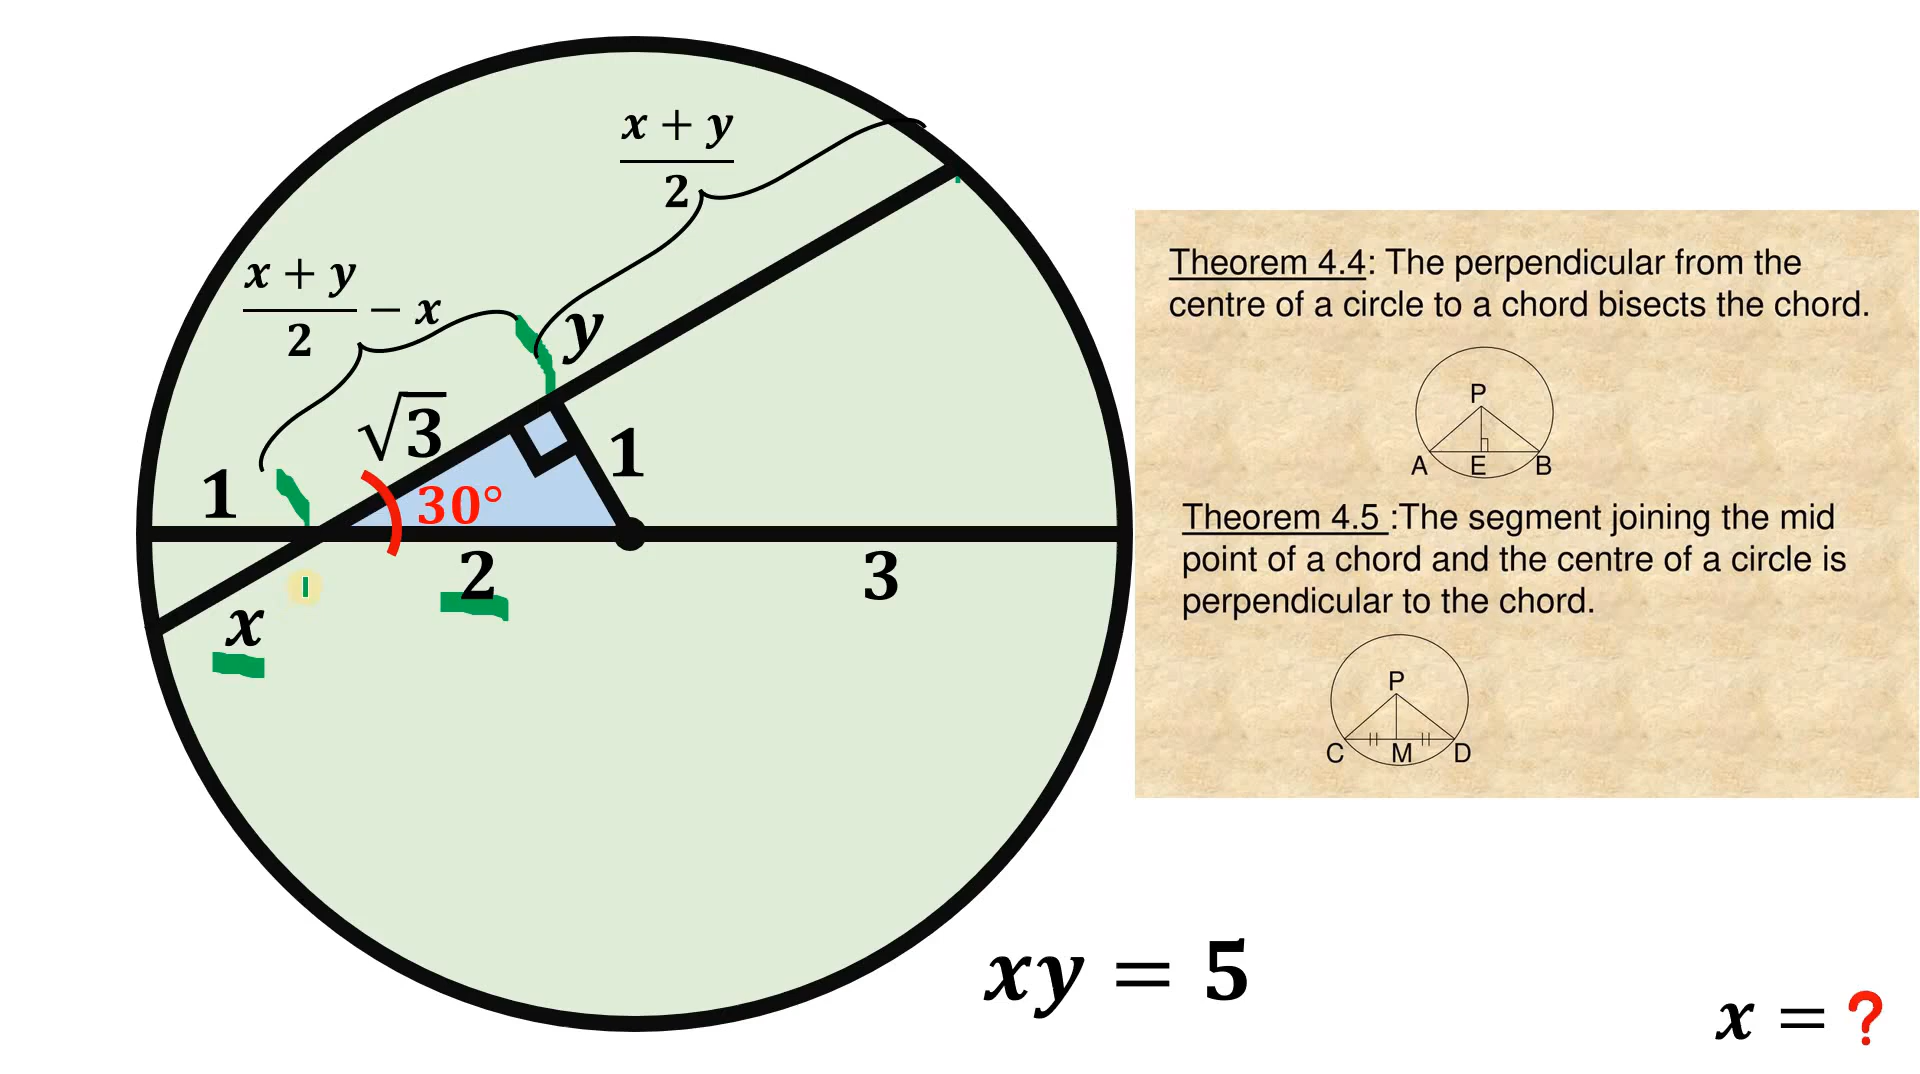 x + y
2
x + y
2
− x
y
√3
1
1
30°
2
3
x
Theorem 4.4: The perpendicular from the
centre of a circle to a chord bisects the chord.
P
A E B
Theorem 4.5 :The segment joining the mid
point of a chord and the centre of a circle is
perpendicular to the chord.
P
C M D
xy = 5
x = ?